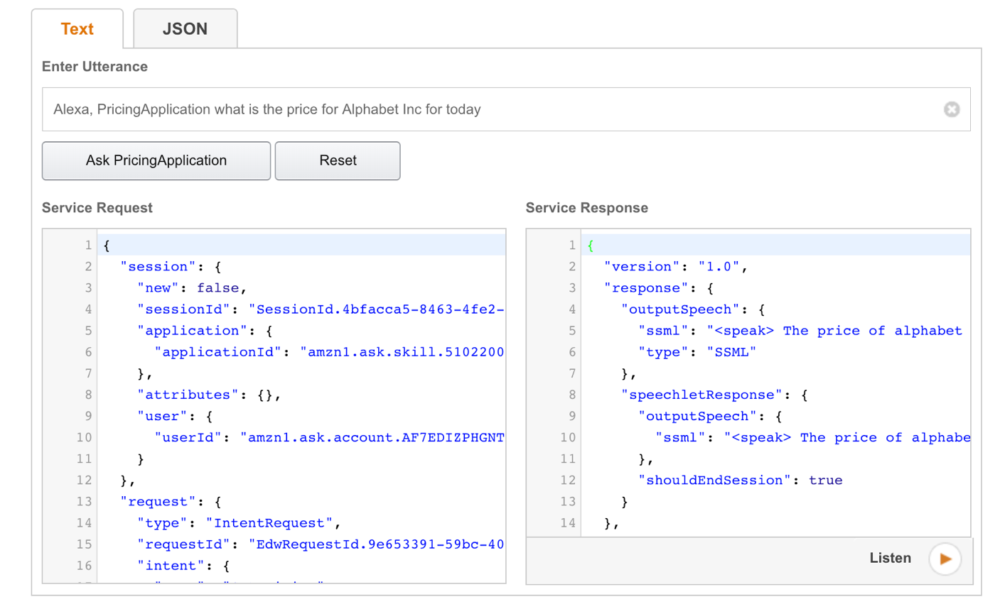 Text
JSON
Enter Utterance
Alexa, PricingApplication what is the price for Alphabet Inc for today
Ask PricingApplication
Reset
Service Request
1 {
2 "session": {
3 "new": false,
4 "sessionId": "SessionId.4bfacca5-8463-4fe2-
5 "application": {
6 "applicationId": "amzn1.ask.skill.5102200
7 },
8 "attributes": {},
9 "user": {
10 "userId": "amzn1.ask.account.AF7EDIZPHGNT
11 }
12 },
13 "request": {
14 "type": "IntentRequest",
15 "requestId": "EdwRequestId.9e653391-59bc-40
16 "intent": {
Service Response
1 {
2 "version": "1.0",
3 "response": {
4 "outputSpeech": {
5 "ssml": "<speak> The price of alphabet
6 "type": "SSML"
7 },
8 "speechletResponse": {
9 "outputSpeech": {
10 "ssml": "<speak> The price of alphabe
11 },
12 "shouldEndSession": true
13 }
14 },
Listen